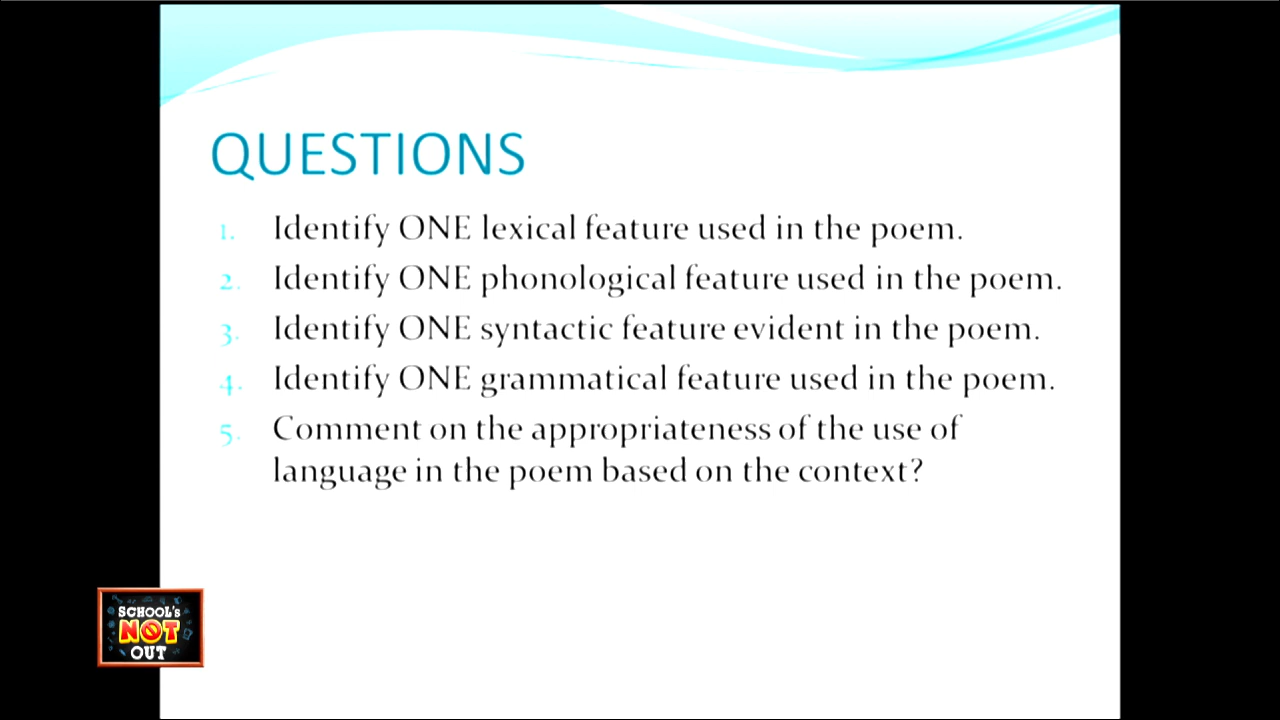 QUESTIONS
1. Identify ONE lexical feature used in the poem.
2. Identify ONE phonological feature used in the poem.
3. Identify ONE syntactic feature evident in the poem.
4. Identify ONE grammatical feature used in the poem.
5. Comment on the appropriateness of the use of
language in the poem based on the context?
SCHOOL'S
NOT
OUT